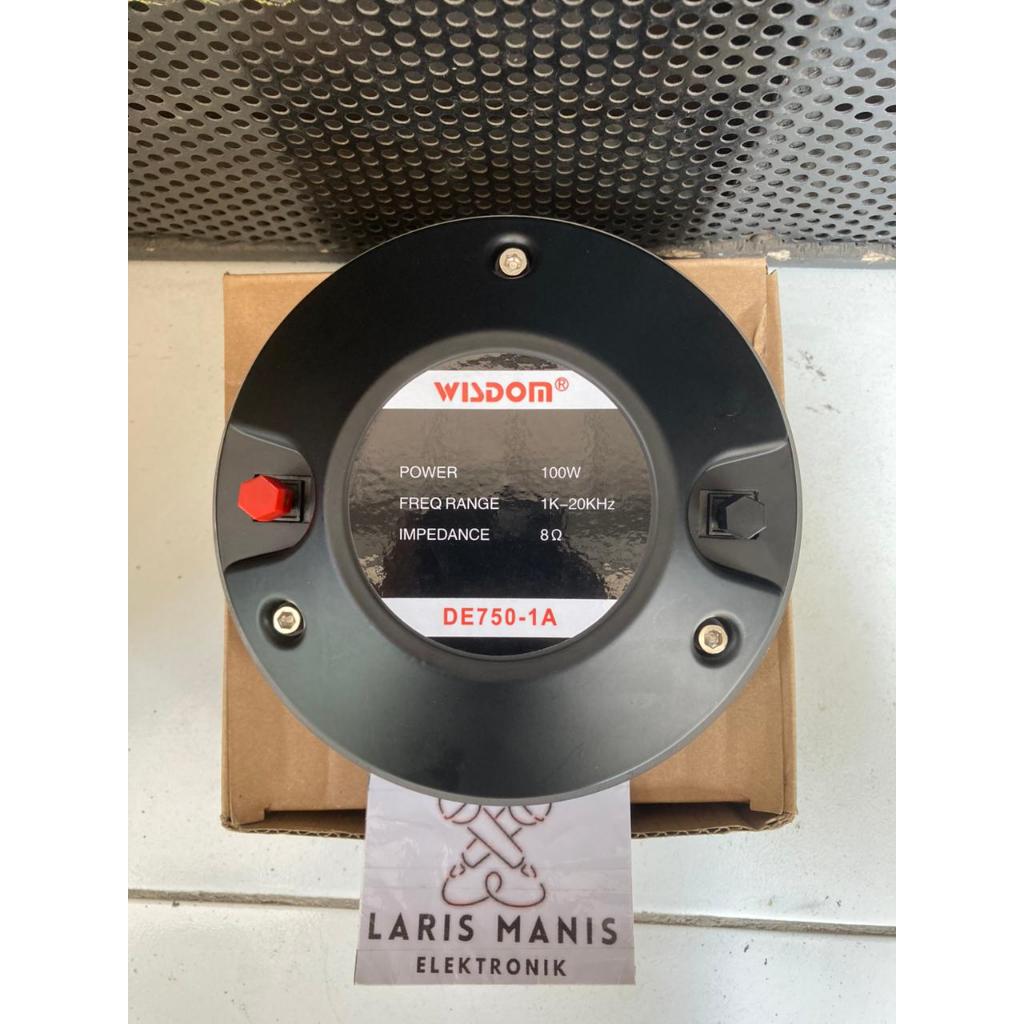 WISDOM®
POWER 100W
FREQ RANGE 1K–20KHz
IMPEDANCE 8Ω
DE750-1A
LARIS MANIS
ELEKTRONIK